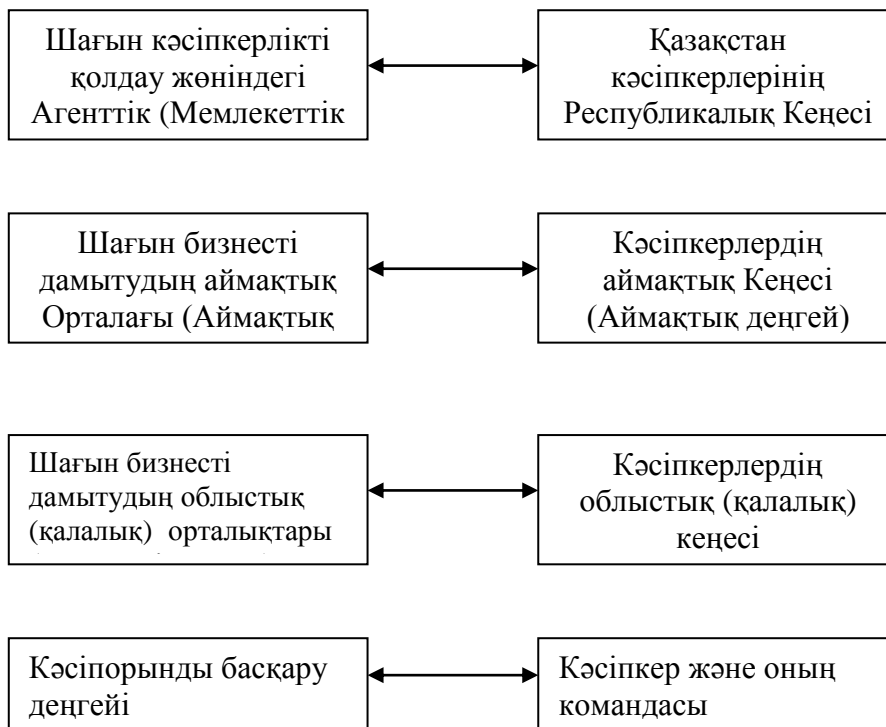 Шағын кәсіпкерлікті
қолдау жөніндегі
Агенттік (Мемлекеттік
Қазақстан
кәсіпкерлерінің
Республикалық Кеңесі
Шағын бизнесті
дамытудың аймақтық
Орталағы (Аймақтық
Кәсіпкерлердің
аймақтық Кеңесі
(Аймақтық деңгей)
Шағын бизнесті
дамытудың облыстық
(қалалық) орталықтары
Кәсіпкерлердің
облыстық (қалалық)
кеңесі
Кәсіпорынды басқару
деңгейі
Кәсіпкер және оның
командасы